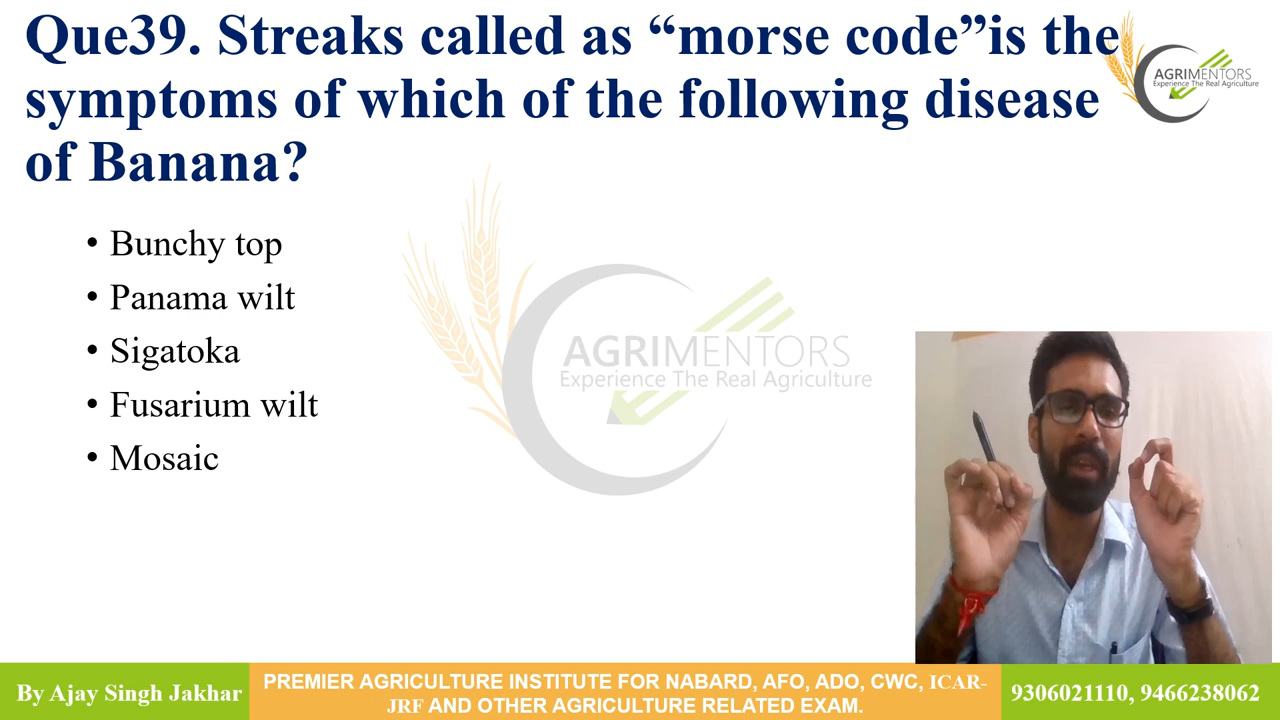 Que39. Streaks called as “morse code”is the
symptoms of which of the following disease
of Banana?
AGRIMENTORS
Experience The Real Agriculture
• Bunchy top
• Panama wilt
• Sigatoka
• Fusarium wilt
• Mosaic
AGRIMENTORS
Experience The Real Agriculture
By Ajay Singh Jakhar
PREMIER AGRICULTURE INSTITUTE FOR NABARD, AFO, ADO, CWC, ICAR-
JRF AND OTHER AGRICULTURE RELATED EXAM.
9306021110, 9466238062